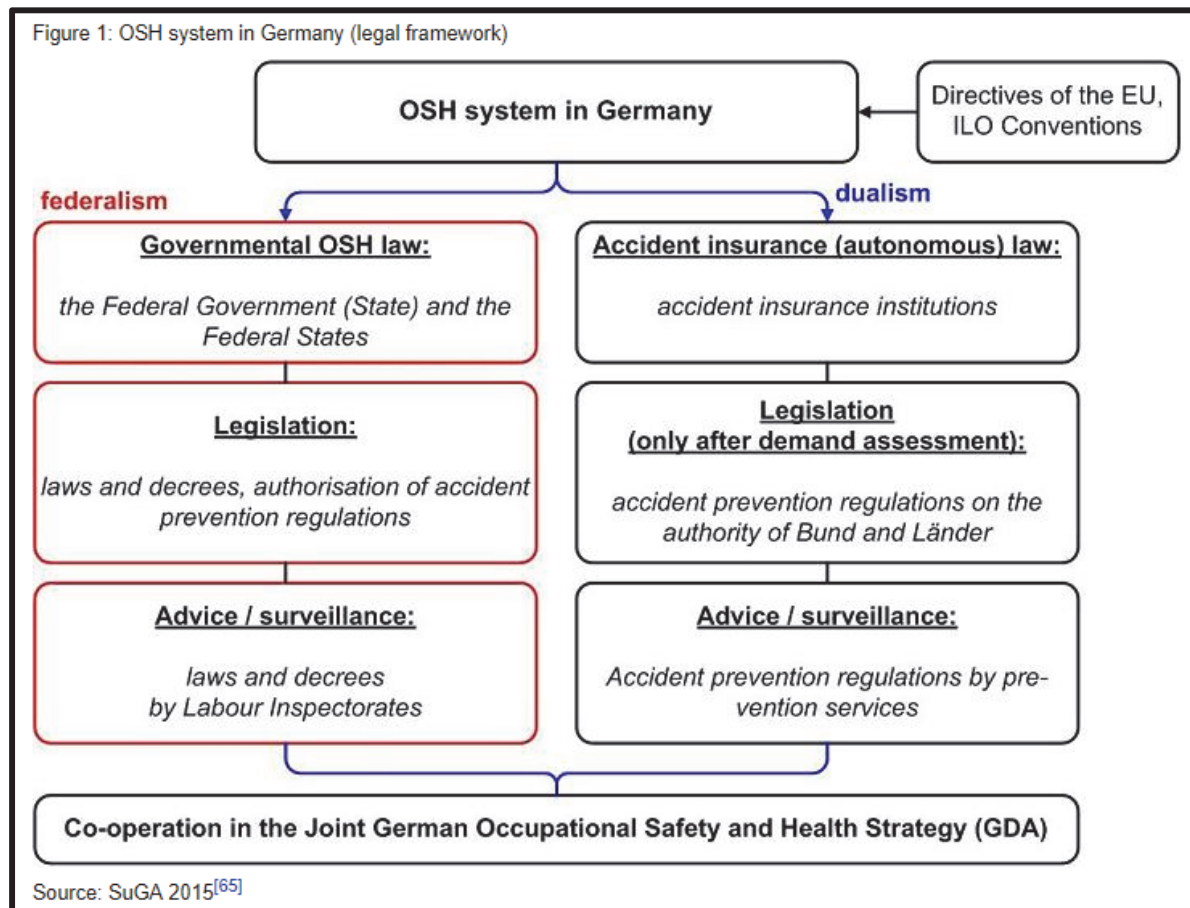 Figure 1: OSH system in Germany (legal framework)
OSH system in Germany
Directives of the EU,
ILO Conventions
federalism
dualism
Governmental OSH law:
the Federal Government (State) and the
Federal States
Accident insurance (autonomous) law:
accident insurance institutions
Legislation:
laws and decrees, authorisation of accident
prevention regulations
Legislation
(only after demand assessment):
accident prevention regulations on the
authority of Bund and Länder
Advice / surveillance:
laws and decrees
by Labour Inspectorates
Advice / surveillance:
Accident prevention regulations by pre-
vention services
Co-operation in the Joint German Occupational Safety and Health Strategy (GDA)
Source: SuGA 2015[65]